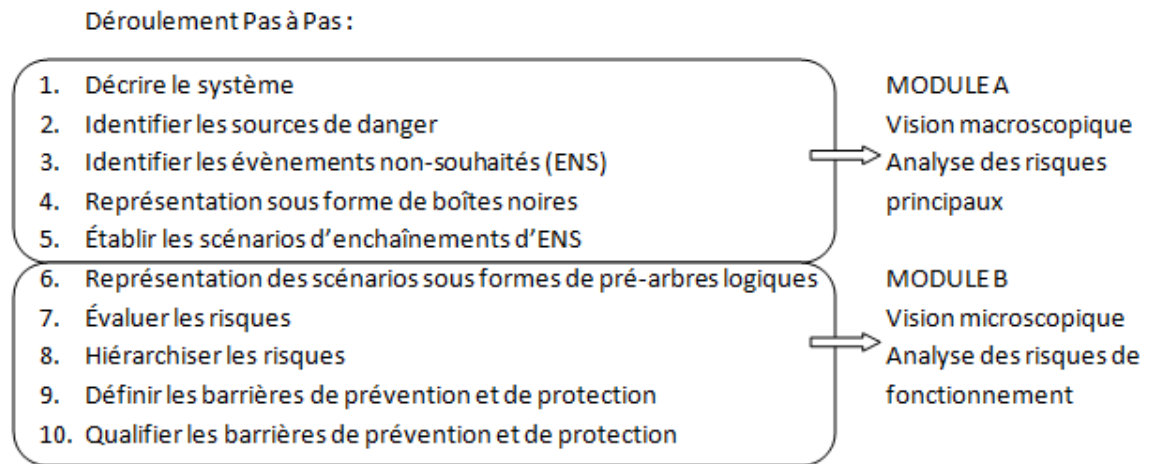 Déroulement Pas à Pas :
1. Décrire le système
2. Identifier les sources de danger
3. Identifier les évènements non-souhaités (ENS)
4. Représentation sous forme de boîtes noires
5. Établir les scénarios d'enchaînements d'ENS
MODULE A
Vision macroscopique
Analyse des risques
principaux
6. Représentation des scénarios sous formes de pré-arbres logiques
7. Évaluer les risques
8. Hiérarchiser les risques
9. Définir les barrières de prévention et de protection
10. Qualifier les barrières de prévention et de protection
MODULE B
Vision microscopique
Analyse des risques de
fonctionnement